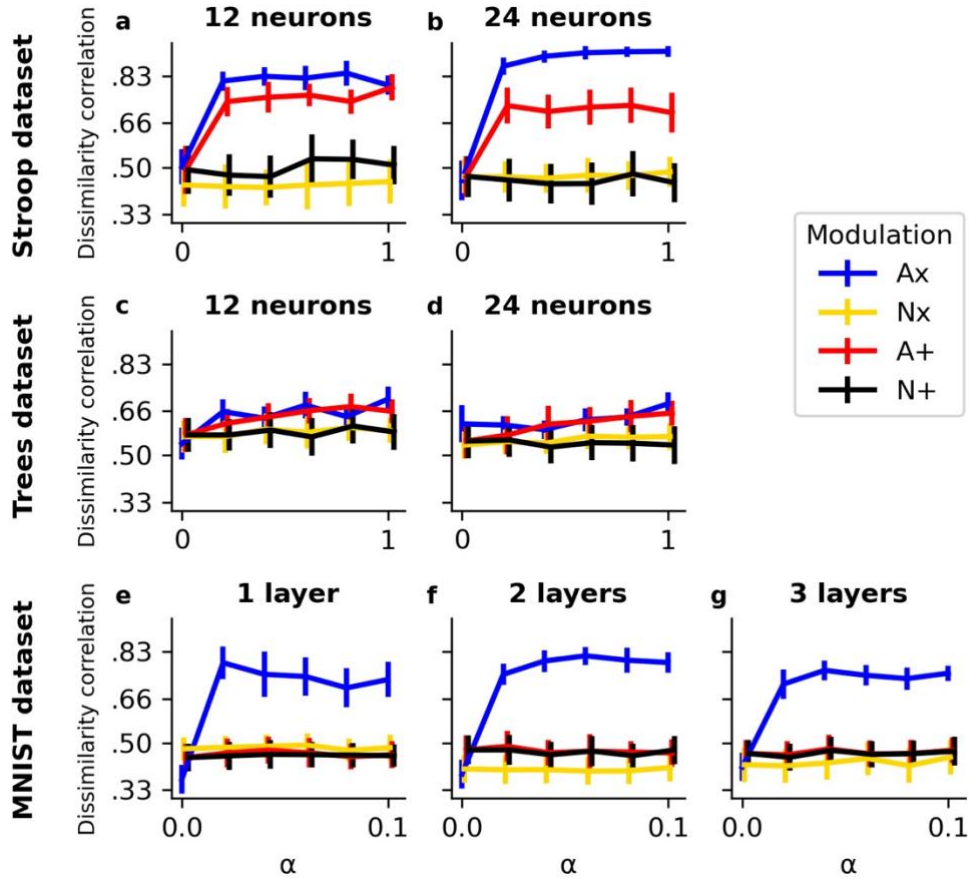 a 12 neurons
b 24 neurons
Stroop dataset
Dissimilarity correlation
.83
.66
.50
.33
0 1
0 1
Modulation
Ax
Nx
A+
N+
c 12 neurons
d 24 neurons
Trees dataset
Dissimilarity correlation
.83
.66
.50
.33
0 1
0 1
e 1 layer
f 2 layers
g 3 layers
MNIST dataset
Dissimilarity correlation
.83
.66
.50
.33
0.0 0.1
0.0 0.1
0.0 0.1
α
α
α